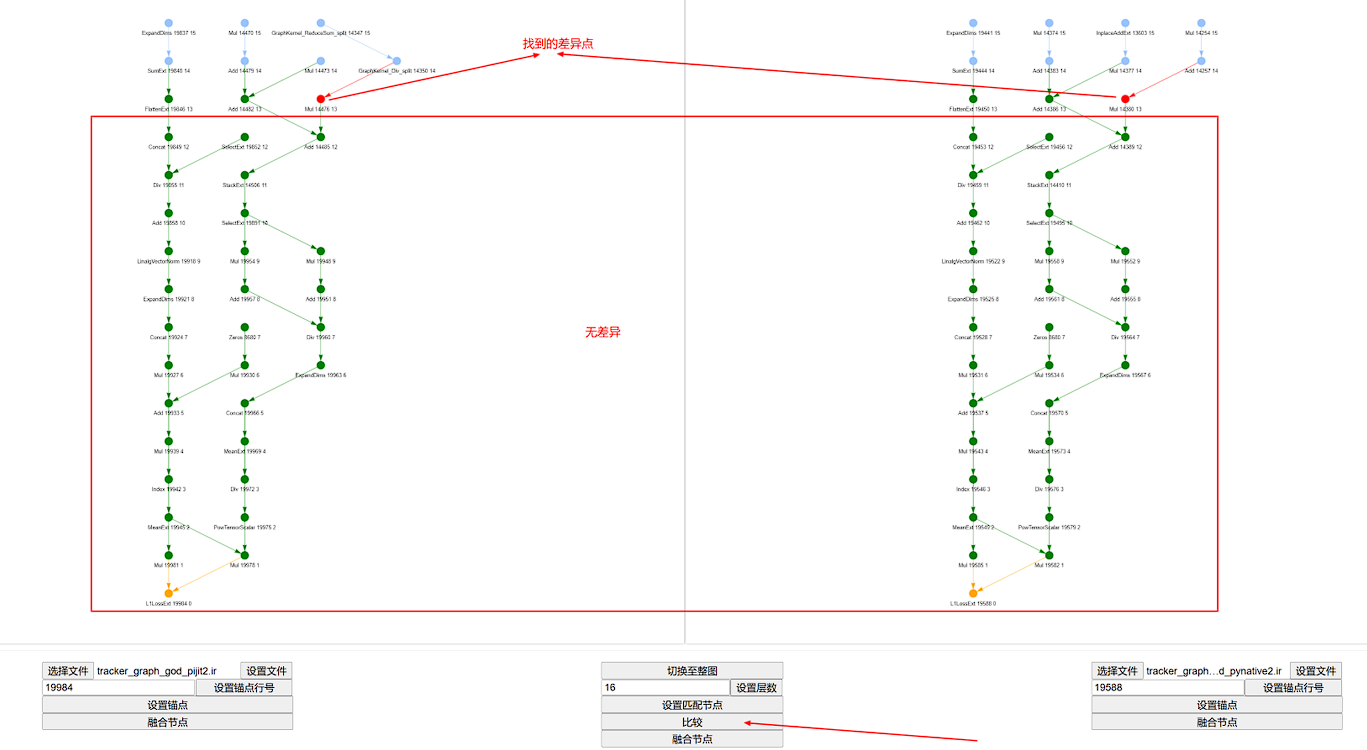 ExpandDims 19837 15
Mul 14470 15
GraphKernel_ReduceSum_split 14347 15
SumExt 19840 14
Add 14479 14
Mul 14473 14
GraphKernel_Div_split 14350 14
FlattenExt 19846 13
Add 14482 13
Mul 14476 13
Concat 19849 12
SelectExt 19852 12
Add 14485 12
Div 19855 11
StackExt 14506 11
Add 19858 10
SelectExt 19891 10
LinalgVectorNorm 19918 9
Mul 19954 9
Mul 19948 9
ExpandDims 19921 8
Add 19957 8
Add 19951 8
Concat 19924 7
Zeros 8680 7
Div 19960 7
Mul 19927 6
Mul 19930 6
ExpandDims 19963 6
Add 19933 5
Concat 19966 5
Mul 19939 4
MeanExt 19969 4
Index 19942 3
Div 19972 3
MeanExt 19945 2
PowTensorScalar 19975 2
Mul 19981 1
Mul 19978 1
L1LossExt 19984 0
找到的差异点
无差异
ExpandDims 19441 15
Mul 14374 15
InplaceAddExt 13603 15
Mul 14254 15
SumExt 19444 14
Add 14383 14
Mul 14377 14
Add 14257 14
FlattenExt 19450 13
Add 14386 13
Mul 14380 13
Concat 19453 12
SelectExt 19456 12
Add 14389 12
Div 19459 11
StackExt 14410 11
Add 19462 10
SelectExt 19495 10
LinalgVectorNorm 19522 9
Mul 19558 9
Mul 19552 9
ExpandDims 19525 8
Add 19561 8
Add 19555 8
Concat 19528 7
Zeros 8680 7
Div 19564 7
Mul 19531 6
Mul 19534 6
ExpandDims 19567 6
Add 19537 5
Concat 19570 5
Mul 19543 4
MeanExt 19573 4
Index 19546 3
Div 19576 3
MeanExt 19549 2
PowTensorScalar 19579 2
Mul 19585 1
Mul 19582 1
L1LossExt 19588 0
选择文件 tracker_graph_god_pijit2.ir 设置文件
19984 设置锚点行号
设置锚点
融合节点
切换至整图
16 设置层数
设置匹配节点
比较
融合节点
选择文件 tracker_graph...d_pynative2.ir 设置文件
19588 设置锚点行号
设置锚点
融合节点